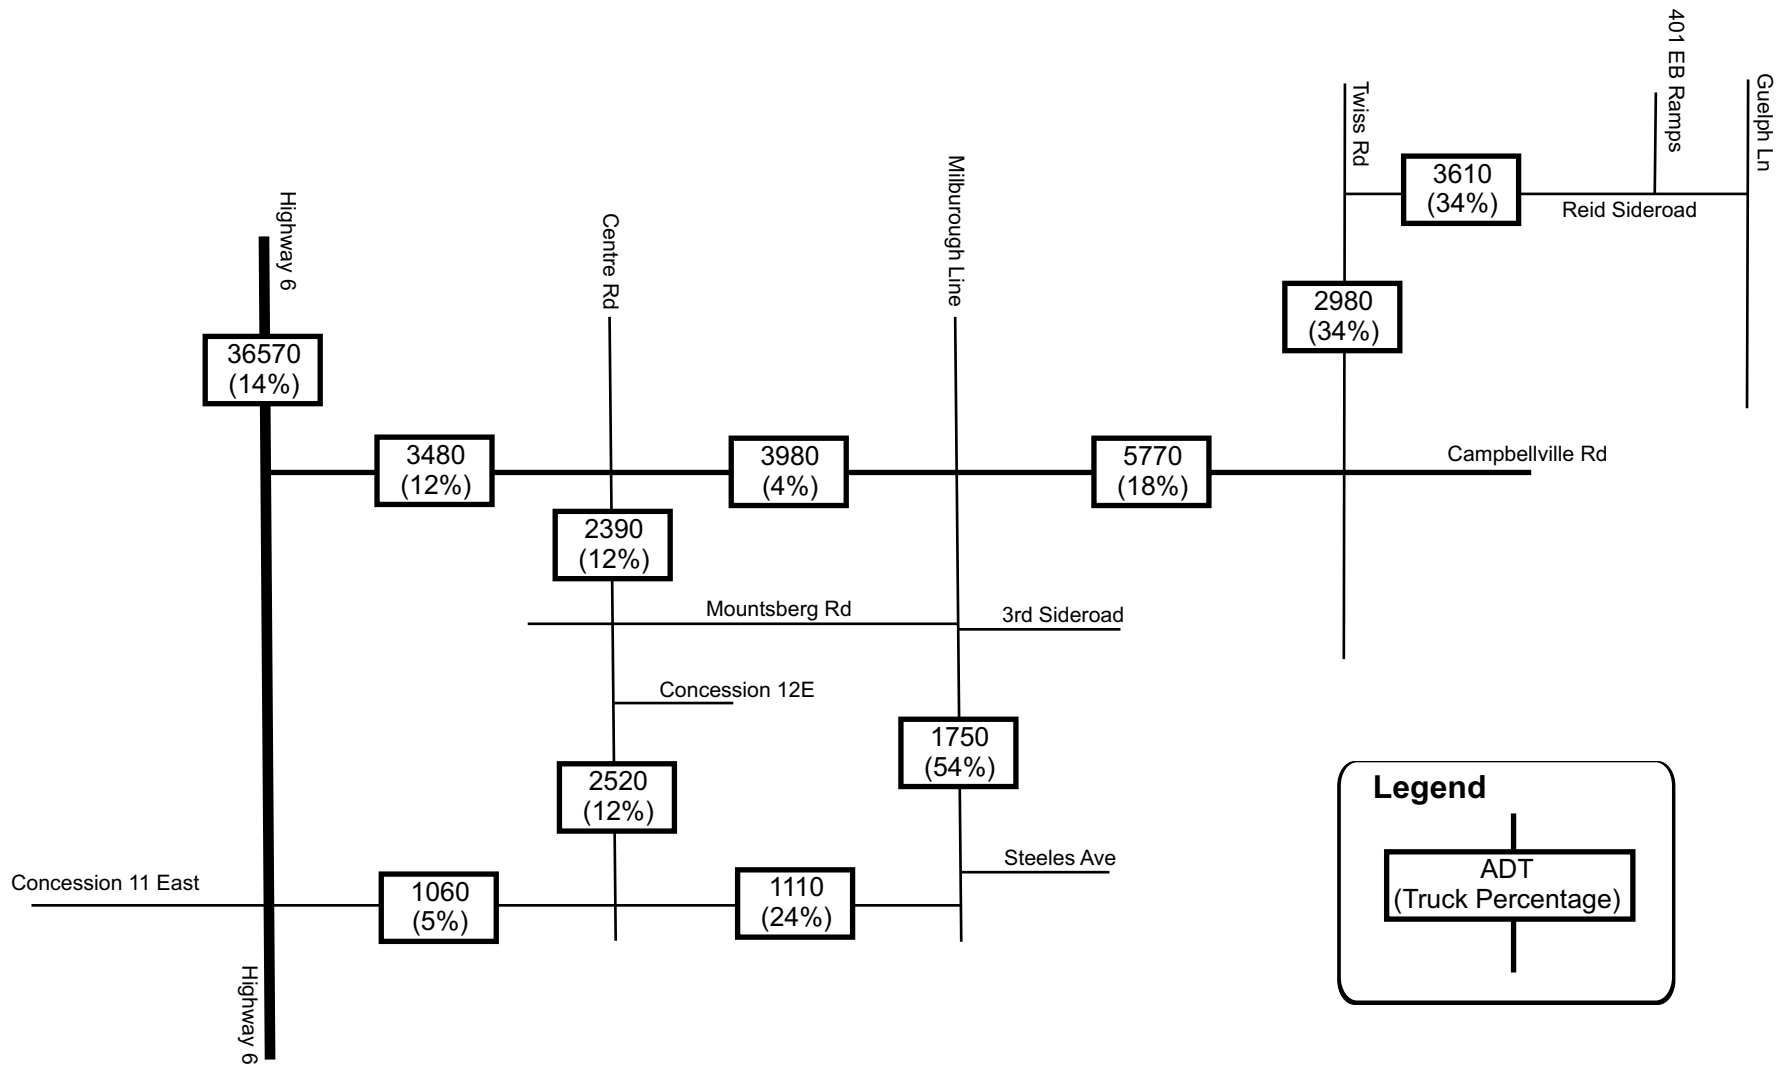 401 EB Ramps
Guelph Ln
Twiss Rd
3610
(34%)
Reid Sideroad
Milburough Line
Highway 6
Centre Rd
2980
(34%)
36570
(14%)
3480
(12%)
3980
(4%)
5770
(18%)
Campbellville Rd
2390
(12%)
Mountsberg Rd
3rd Sideroad
Concession 12E
1750
(54%)
2520
(12%)
Steeles Ave
Concession 11 East
1060
(5%)
1110
(24%)
Highway 6
Legend
ADT
(Truck Percentage)